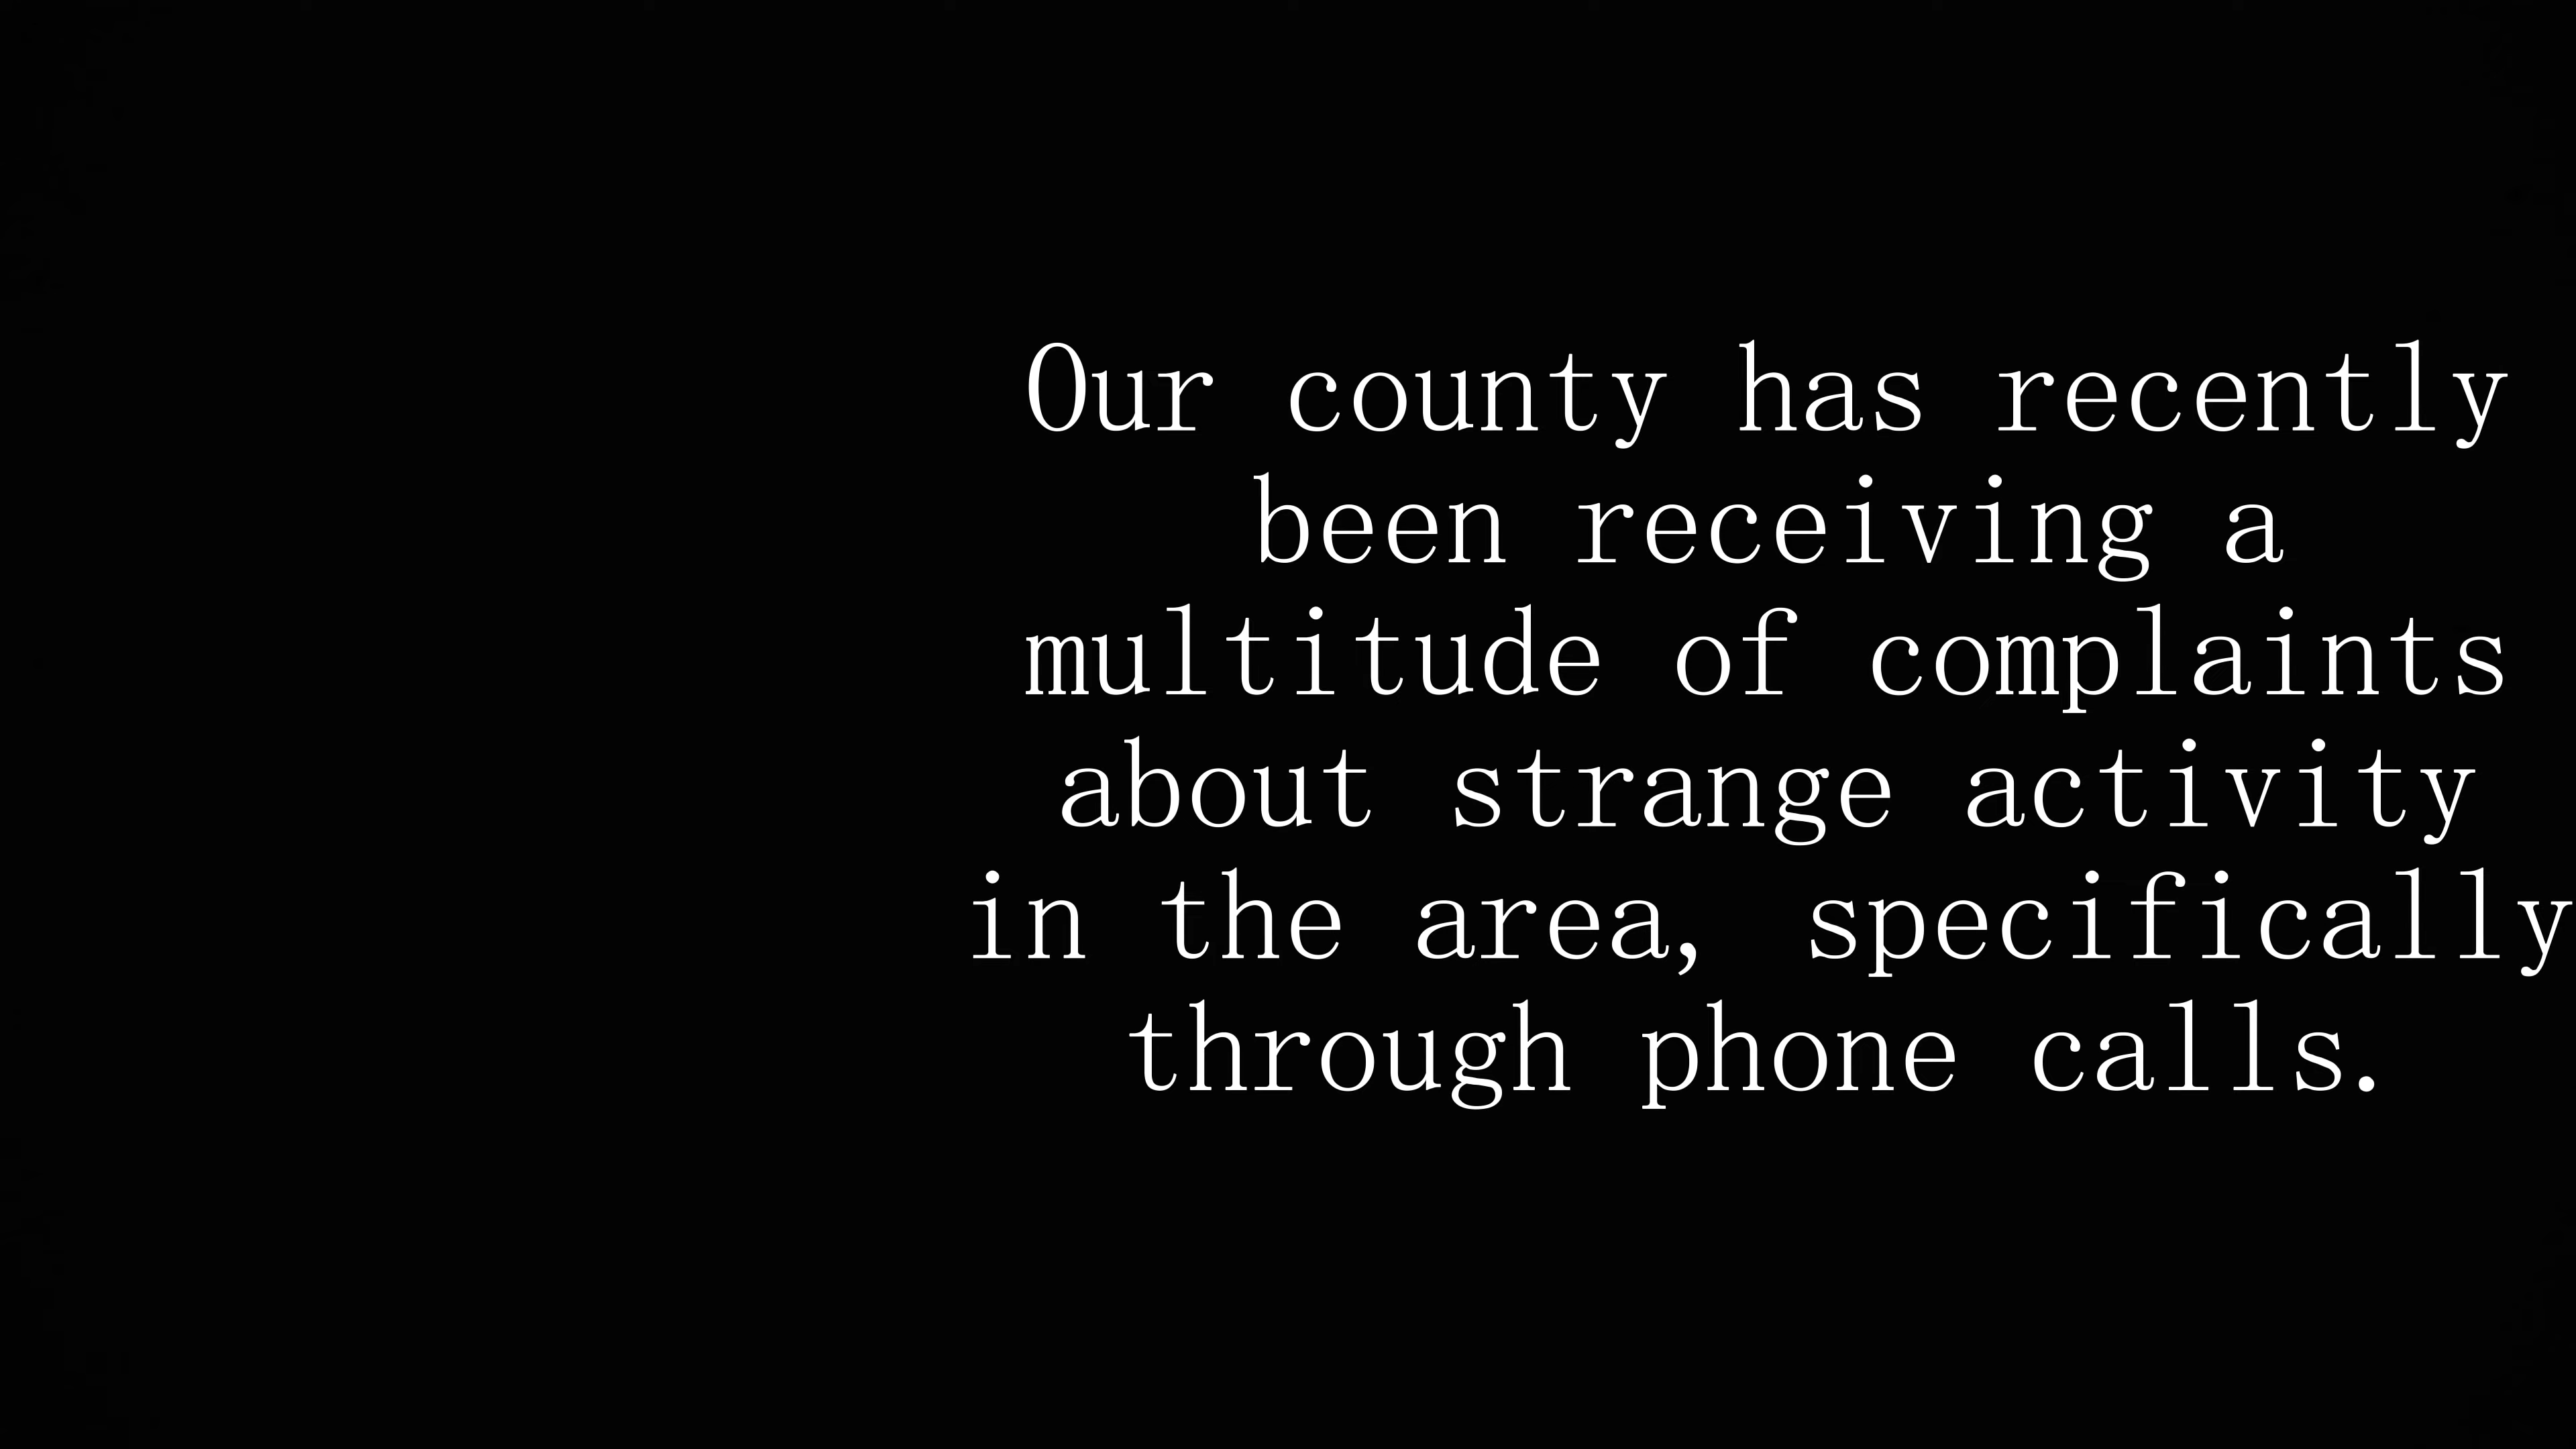 Our county has recently
been receiving a
multitude of complaints
about strange activity
in the area, specifically
through phone calls.